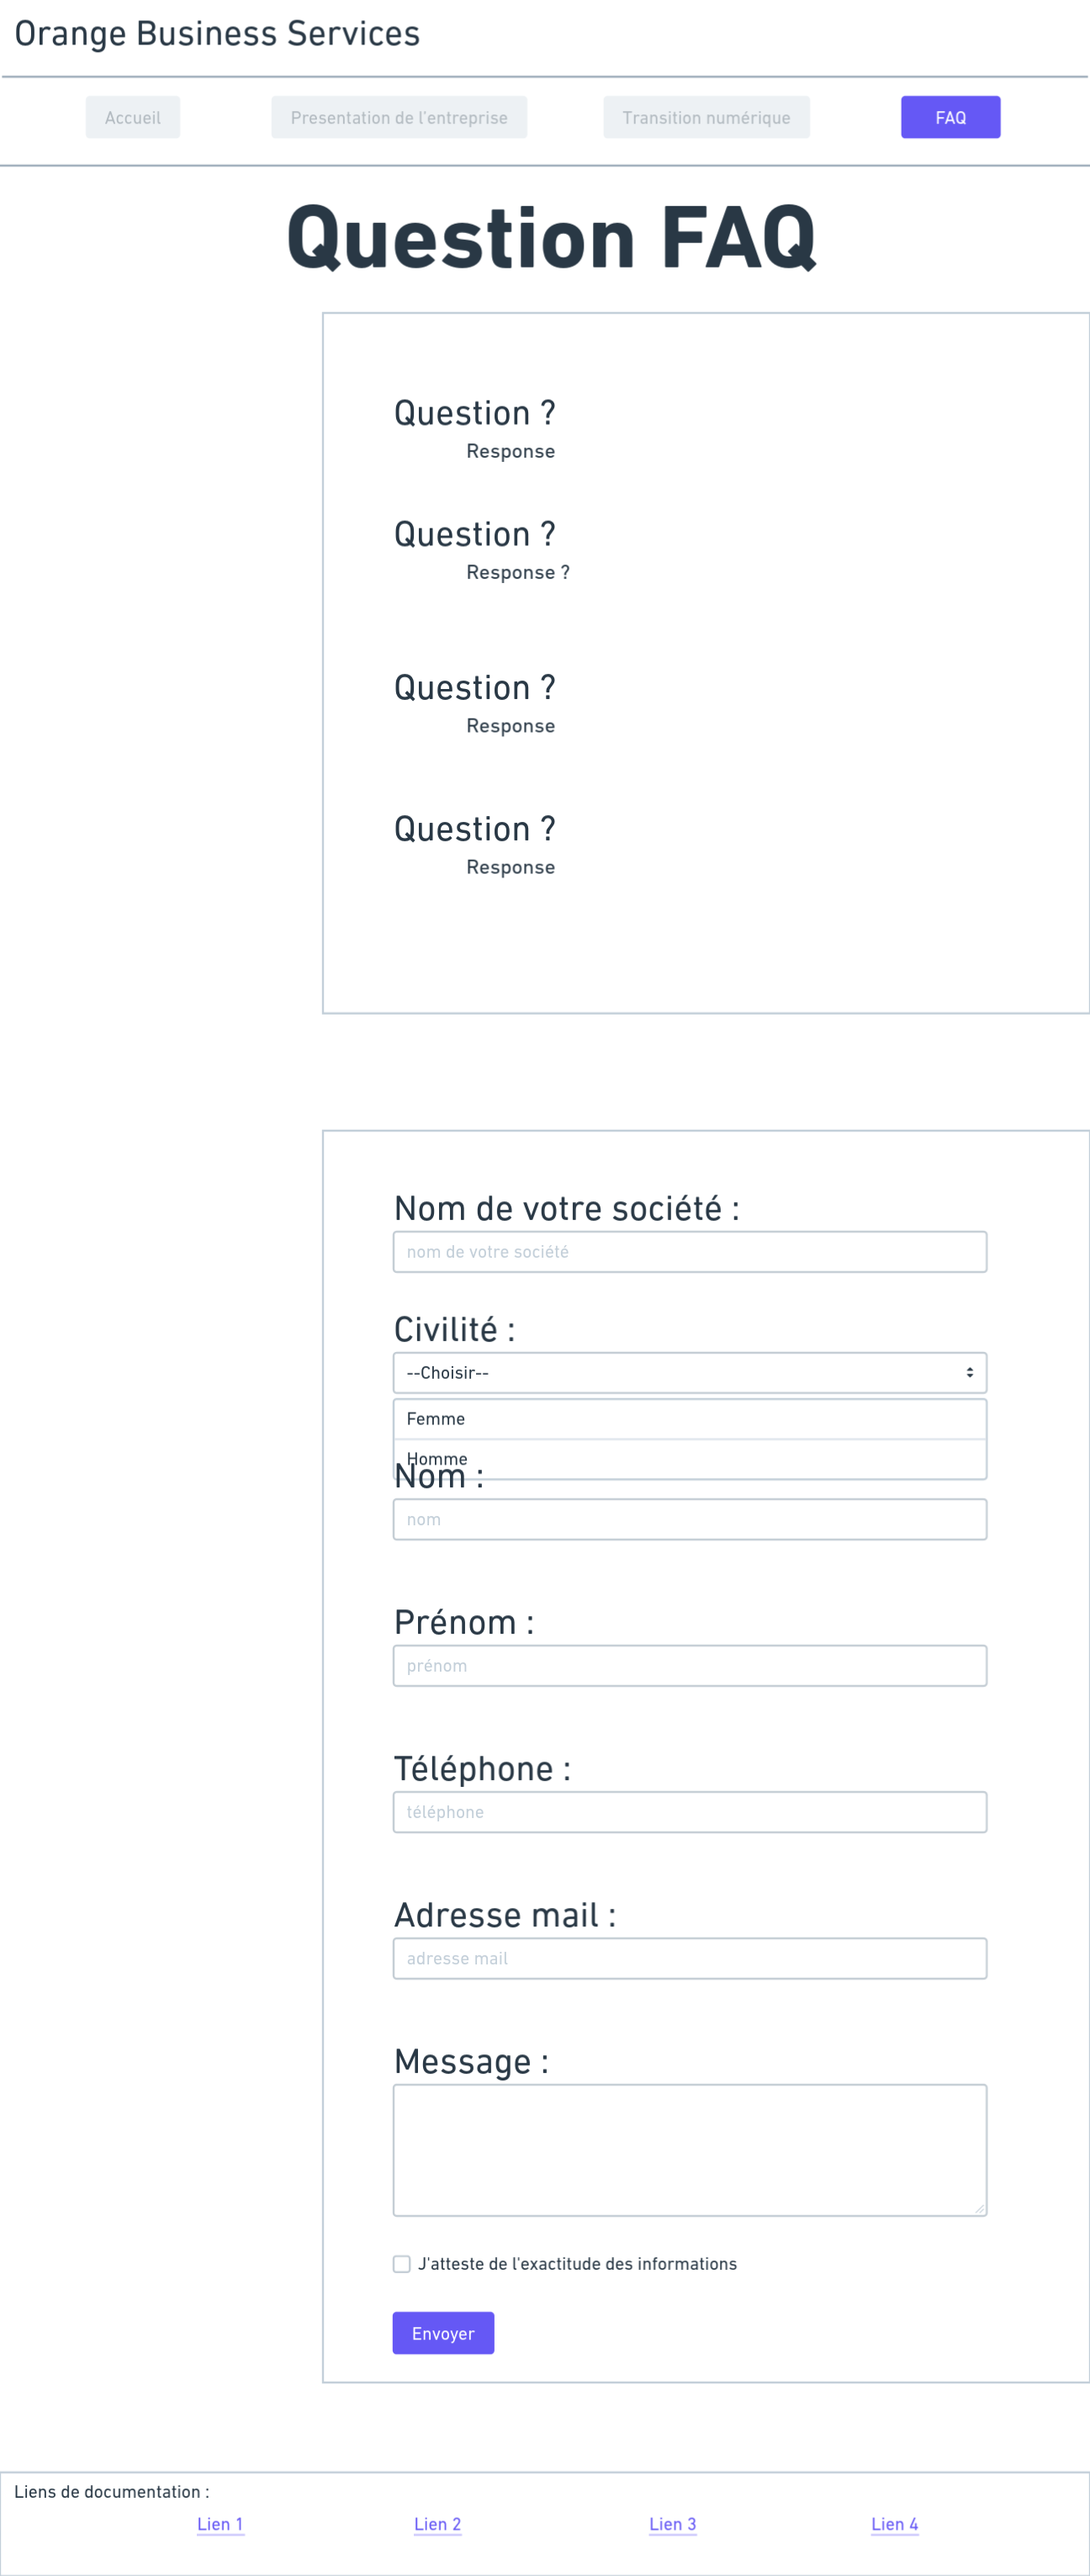 Orange Business Services
Accueil
Presentation de l'entreprise
Transition numérique
FAQ
Question FAQ
Question ?
Response
Question ?
Response ?
Question ?
Response
Question ?
Response
Nom de votre société :
nom de votre société
Civilité :
--Choisir--
Femme
Homme
Nom :
nom
Prénom :
prénom
Téléphone :
téléphone
Adresse mail :
adresse mail
Message :
J'atteste de l'exactitude des informations
Envoyer
Liens de documentation :
Lien 1
Lien 2
Lien 3
Lien 4